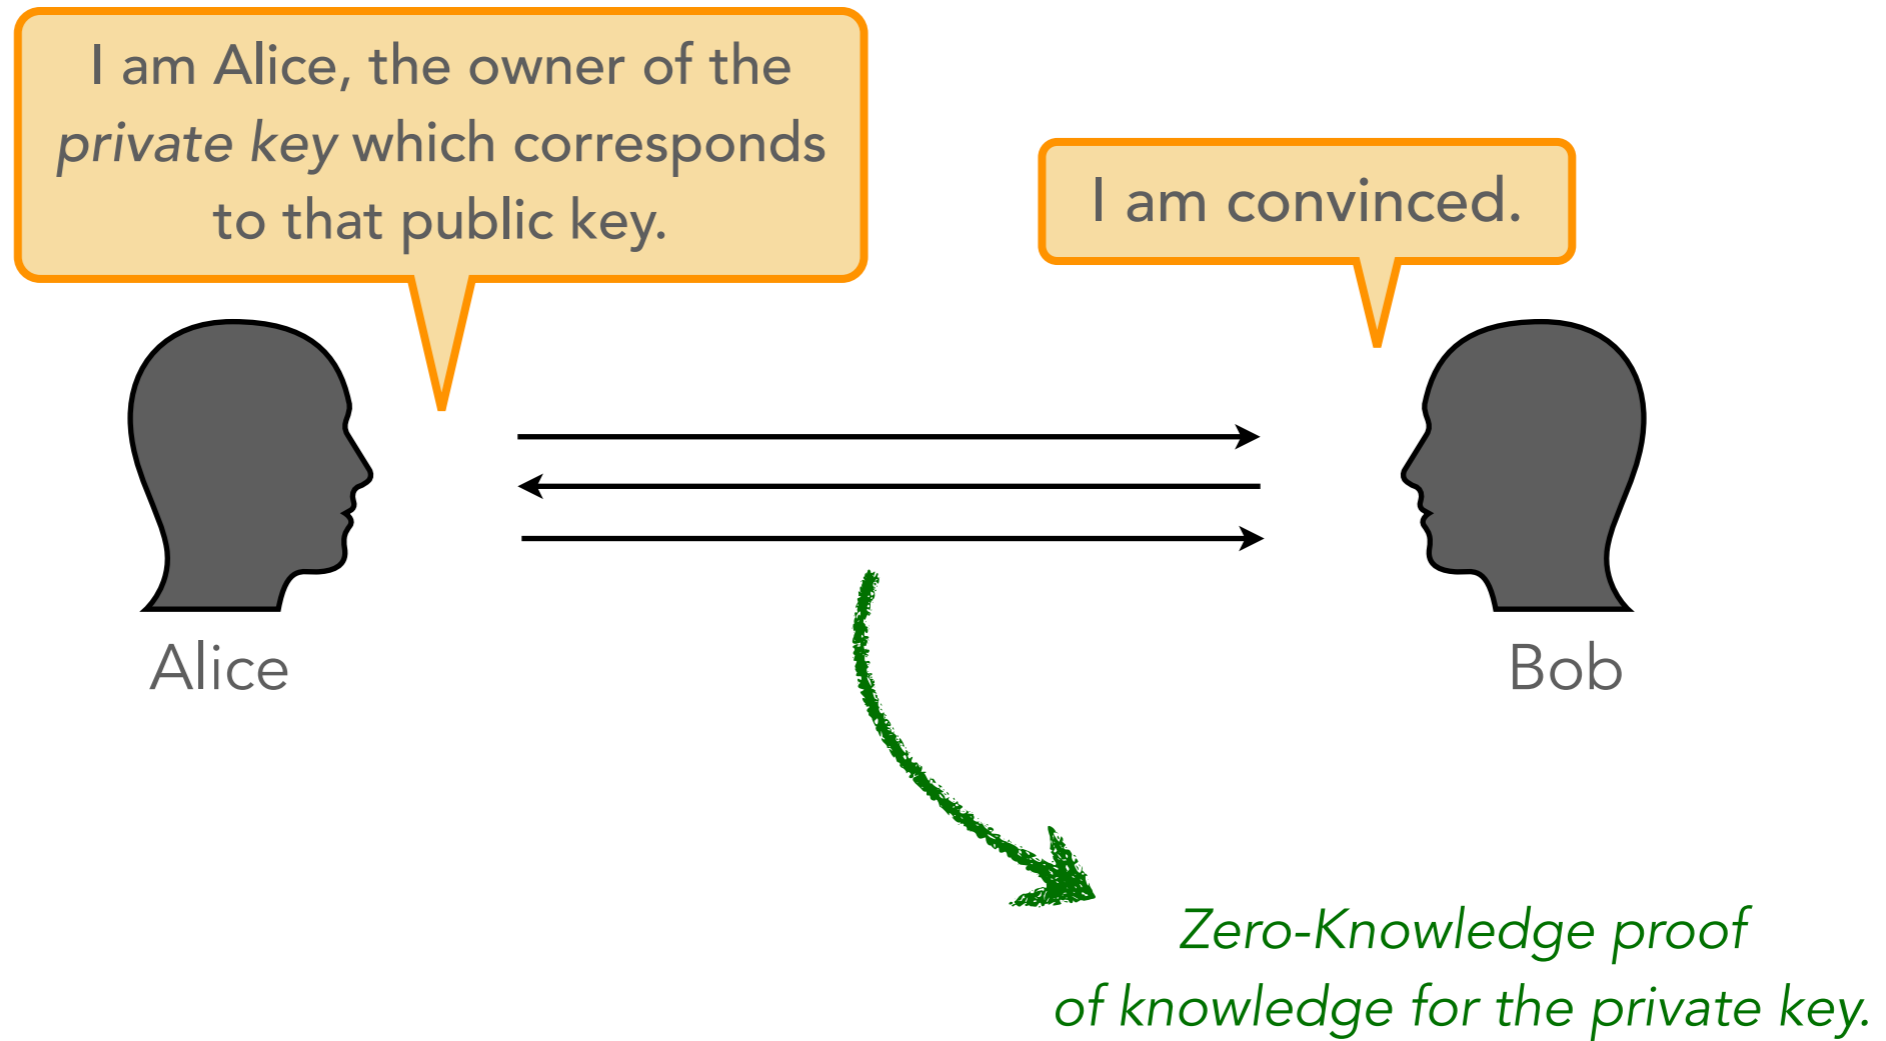 I am Alice, the owner of the
private key which corresponds
to that public key.
I am convinced.
Alice
Bob
Zero-Knowledge proof
of knowledge for the private key.